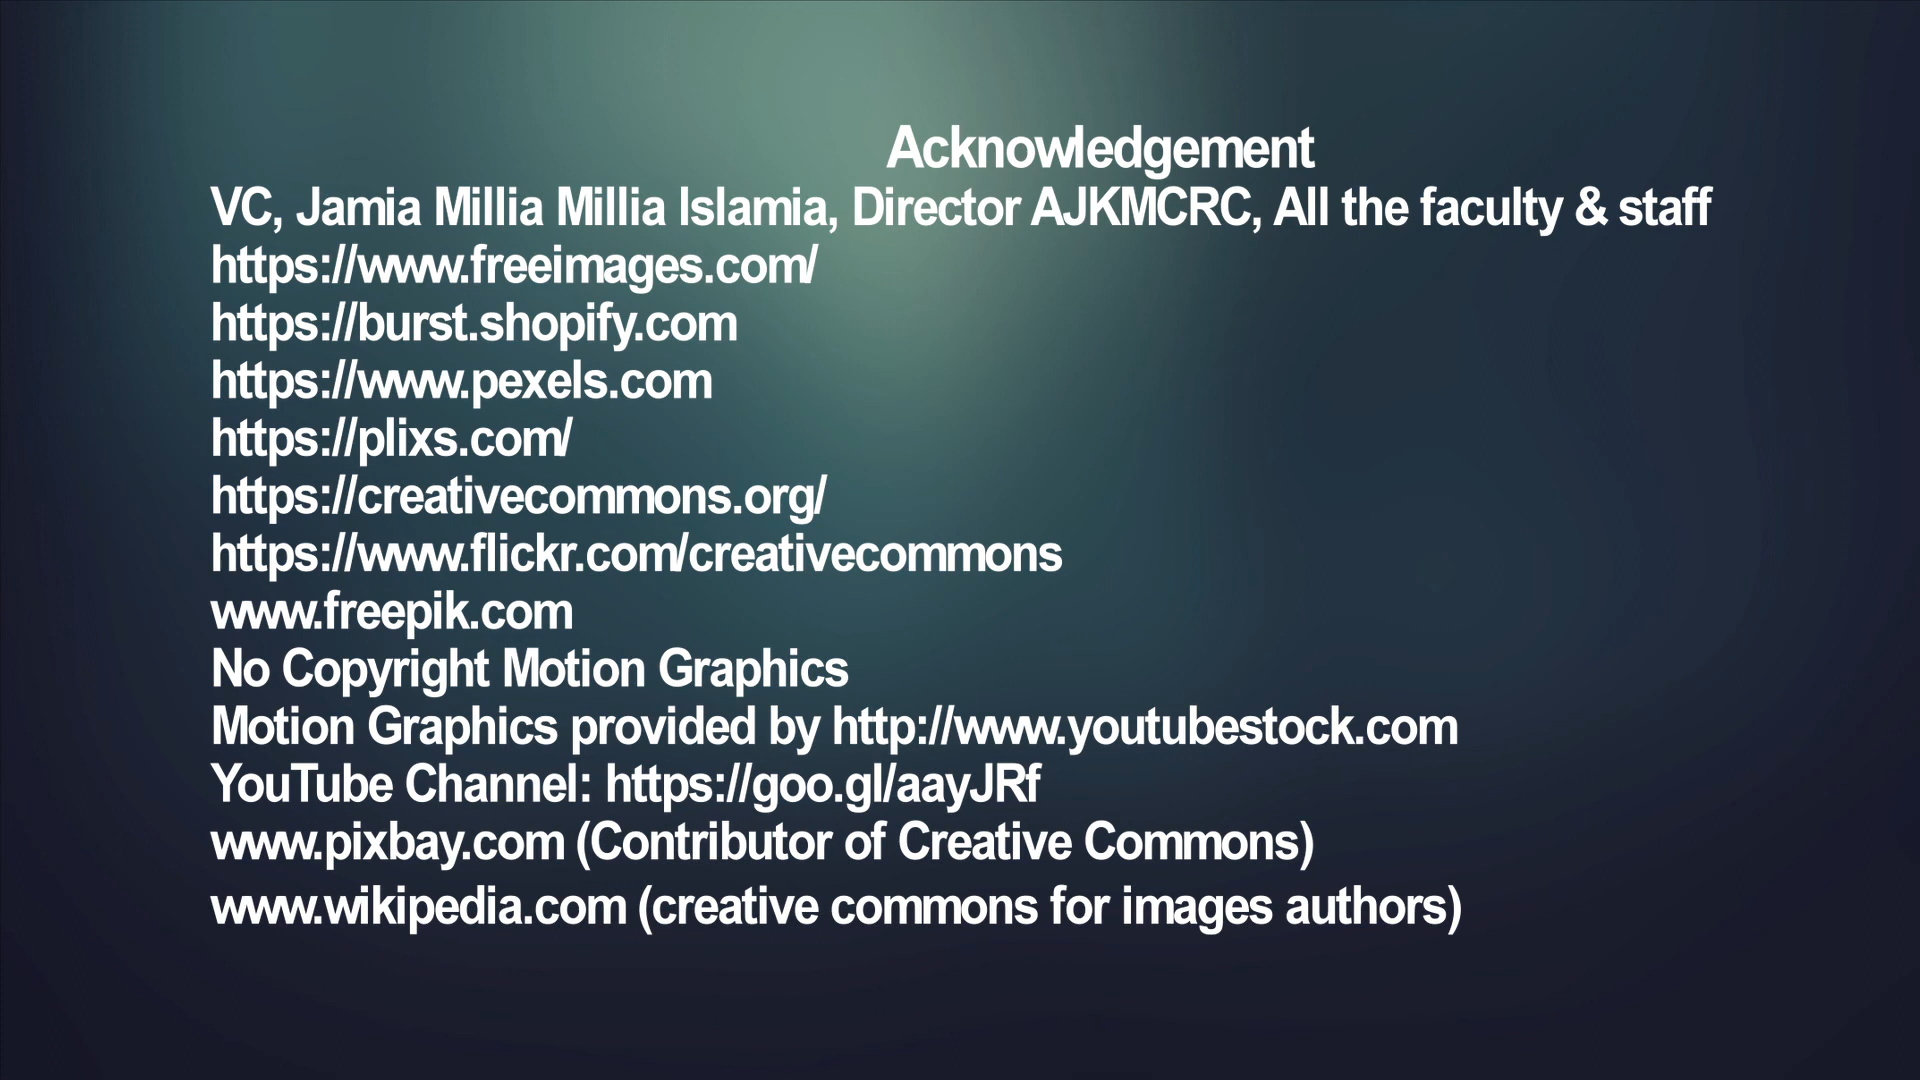 Acknowledgement
VC, Jamia Millia Millia Islamia, Director AJKMCRC, All the faculty & staff
https://www.freeimages.com/
https://burst.shopify.com
https://www.pexels.com
https://plixs.com/
https://creativecommons.org/
https://www.flickr.com/creativecommons
www.freepik.com
No Copyright Motion Graphics
Motion Graphics provided by http://www.youtubestock.com
YouTube Channel: https://goo.gl/aayJRf
www.pixbay.com (Contributor of Creative Commons)
www.wikipedia.com (creative commons for images authors)